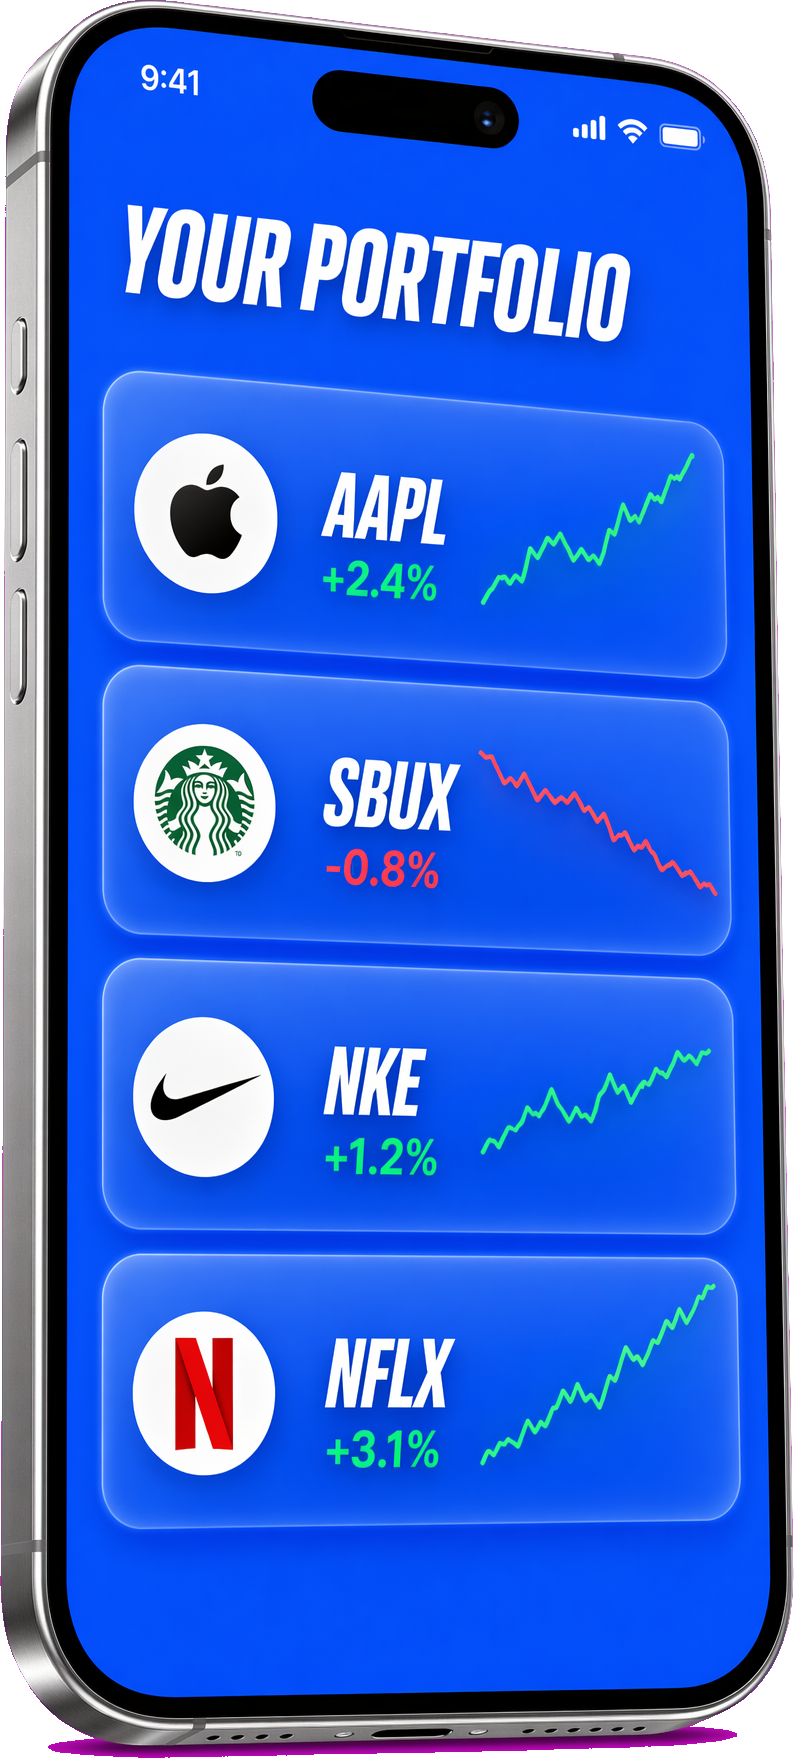 9:41
YOUR PORTFOLIO
AAPL
+2.4%
SBUX
-0.8%
NKE
+1.2%
NFLX
+3.1%